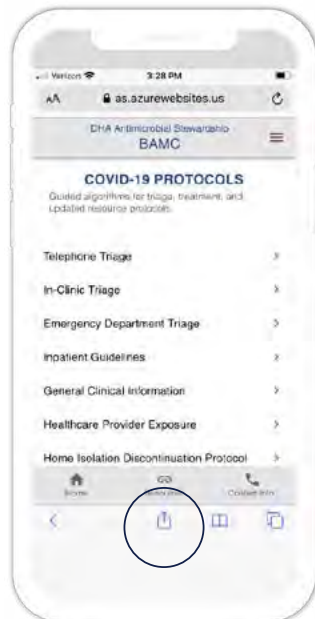 Verizon 3:28 PM
AA as.azurewebsites.us
DHA Antimicrobial Stewardship
BAMC
COVID-19 PROTOCOLS
Guided algorithms for triage, treatment, and
updated resource protocols.
Telephone Triage
In-Clinic Triage
Emergency Department Triage
Inpatient Guidelines
General Clinical Information
Healthcare Provider Exposure
Home Isolation Discontinuation Protocol
Home Contact Info